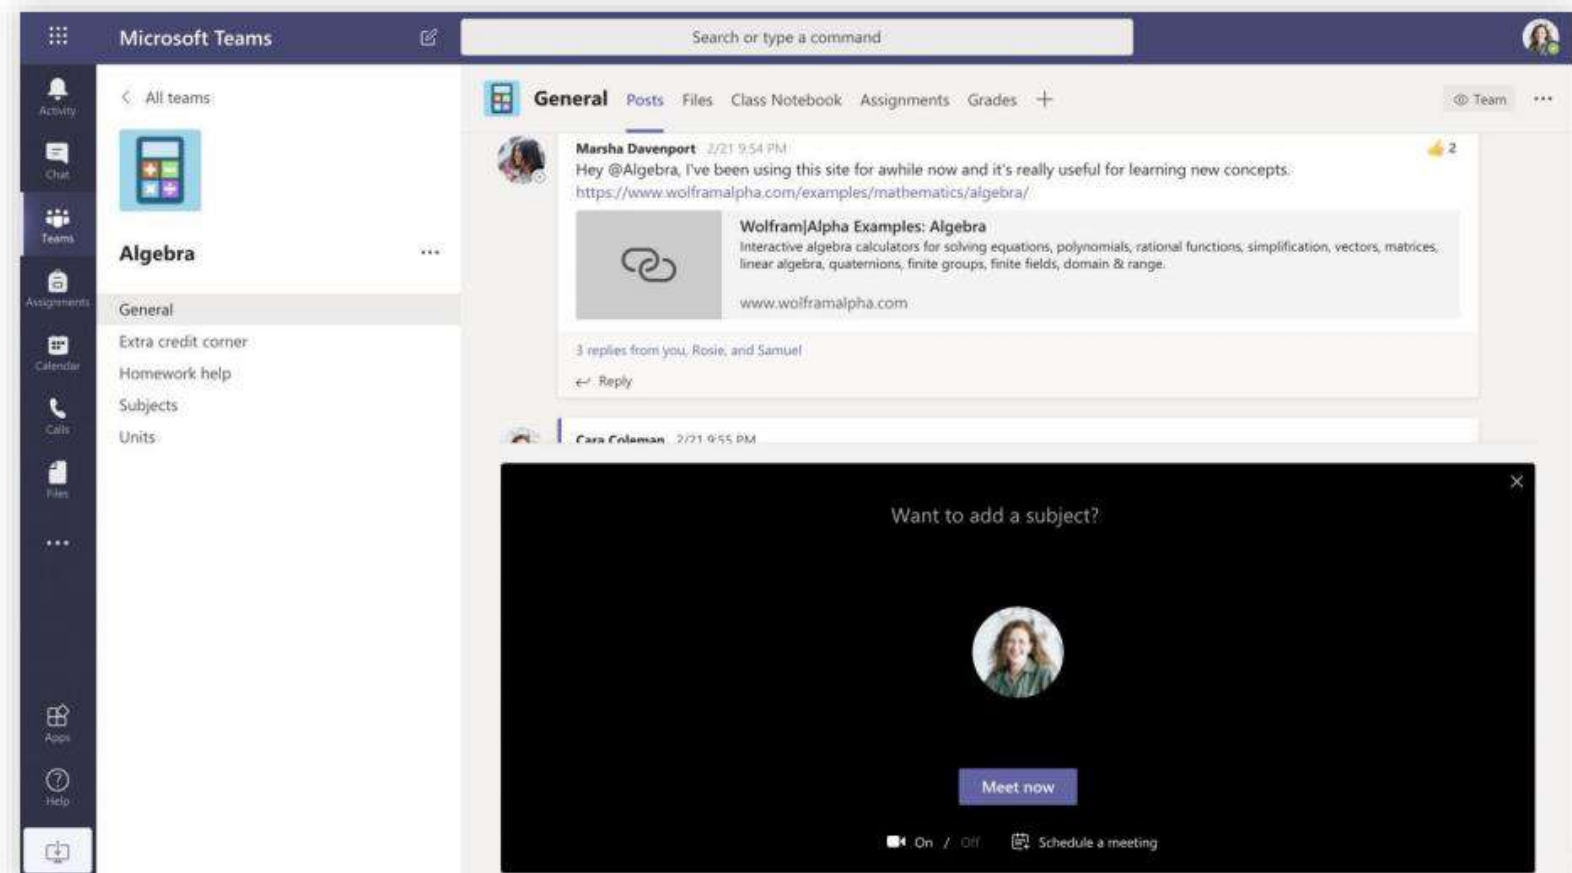 Microsoft Teams
Search or type a command
Activity
Chat
Teams
Assignments
Calendar
Calls
Files
Apps
Help
All teams
Algebra
General
Extra credit corner
Homework help
Subjects
Units
General Posts Files Class Notebook Assignments Grades
Team
Marsha Davenport 2/21 9:54 PM
2
Hey @Algebra, I've been using this site for awhile now and it's really useful for learning new concepts.
https://www.wolframalpha.com/examples/mathematics/algebra/
Wolfram|Alpha Examples: Algebra
Interactive algebra calculators for solving equations, polynomials, rational functions, simplification, vectors, matrices,
linear algebra, quaternions, finite groups, finite fields, domain & range.
www.wolframalpha.com
3 replies from you, Rosie, and Samuel
Reply
Cara Coleman 2/21 9:55 PM
Want to add a subject?
Meet now
On / Off
Schedule a meeting